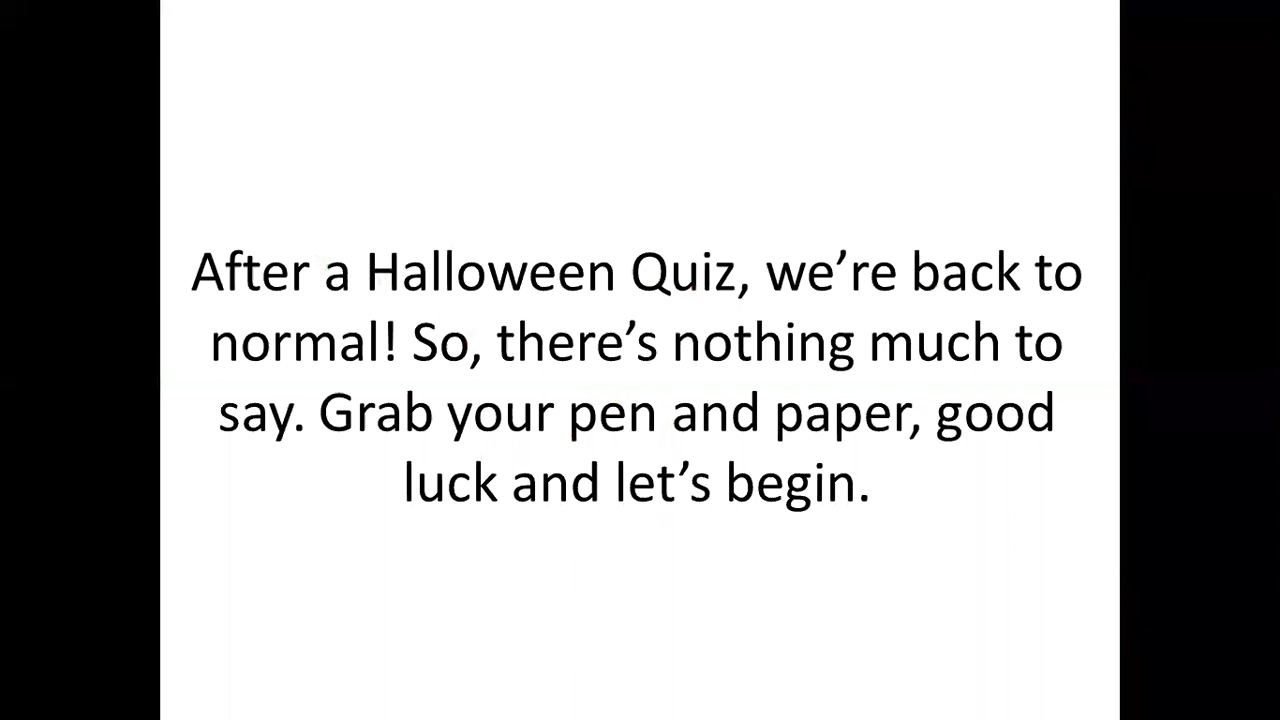 After a Halloween Quiz, we’re back to
normal! So, there’s nothing much to
say. Grab your pen and paper, good
luck and let’s begin.